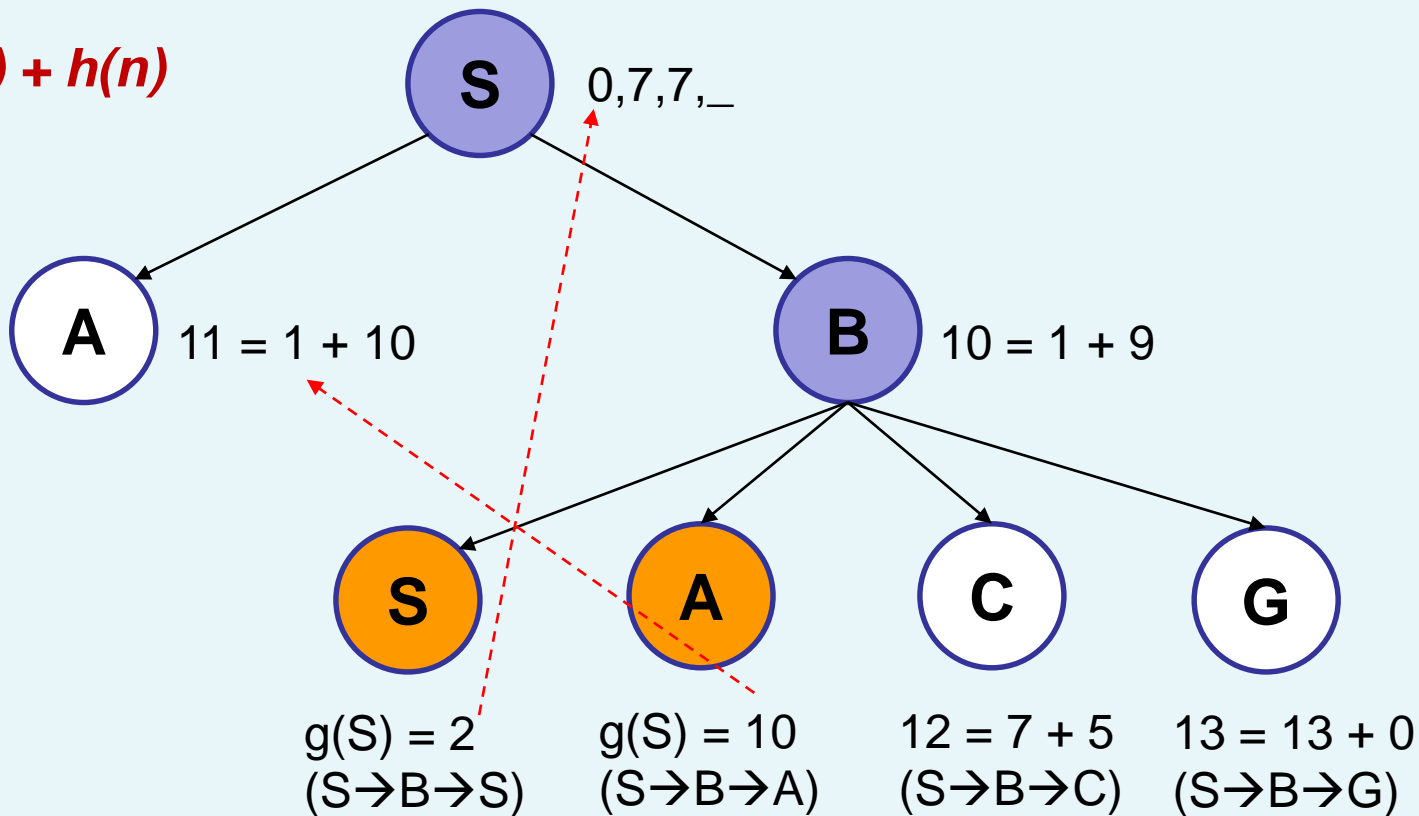 ) + h(n)
S
0,7,7,_
A
11 = 1 + 10
B
10 = 1 + 9
S
A
C
G
g(S) = 2
(S→B→S)
g(S) = 10
(S→B→A)
12 = 7 + 5
(S→B→C)
13 = 13 + 0
(S→B→G)